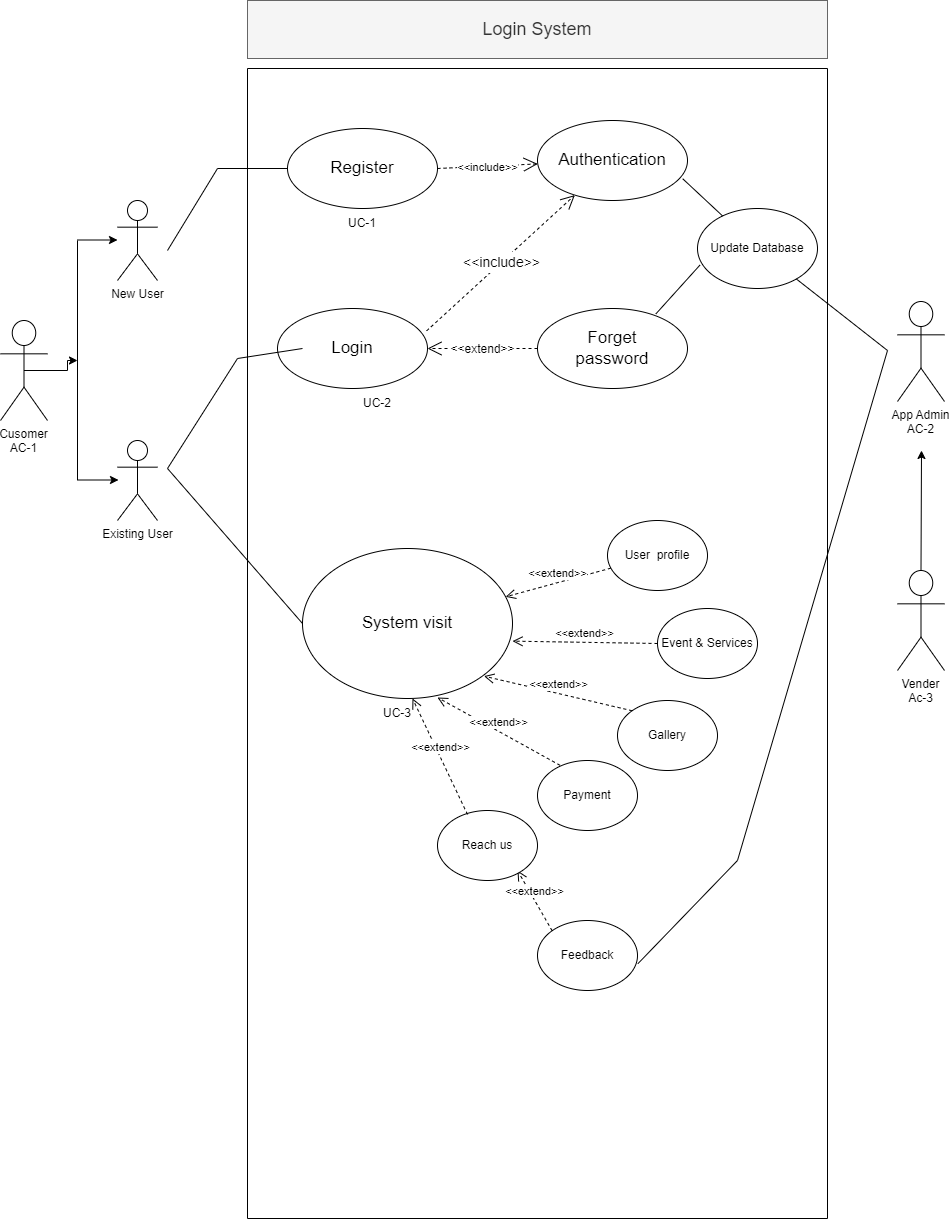 Login System
Register
<<include>>
Authentication
UC-1
New User
Update Database
<<include>>
Login
<<extend>>
Forget
password
UC-2
Cusomer
AC-1
App Admin
AC-2
Existing User
User  profile
<<extend>>
System visit
<<extend>>
Event & Services
<<extend>>
Vender
Ac-3
UC-3
<<extend>>
Gallery
<<extend>>
Payment
Reach us
<<extend>>
Feedback